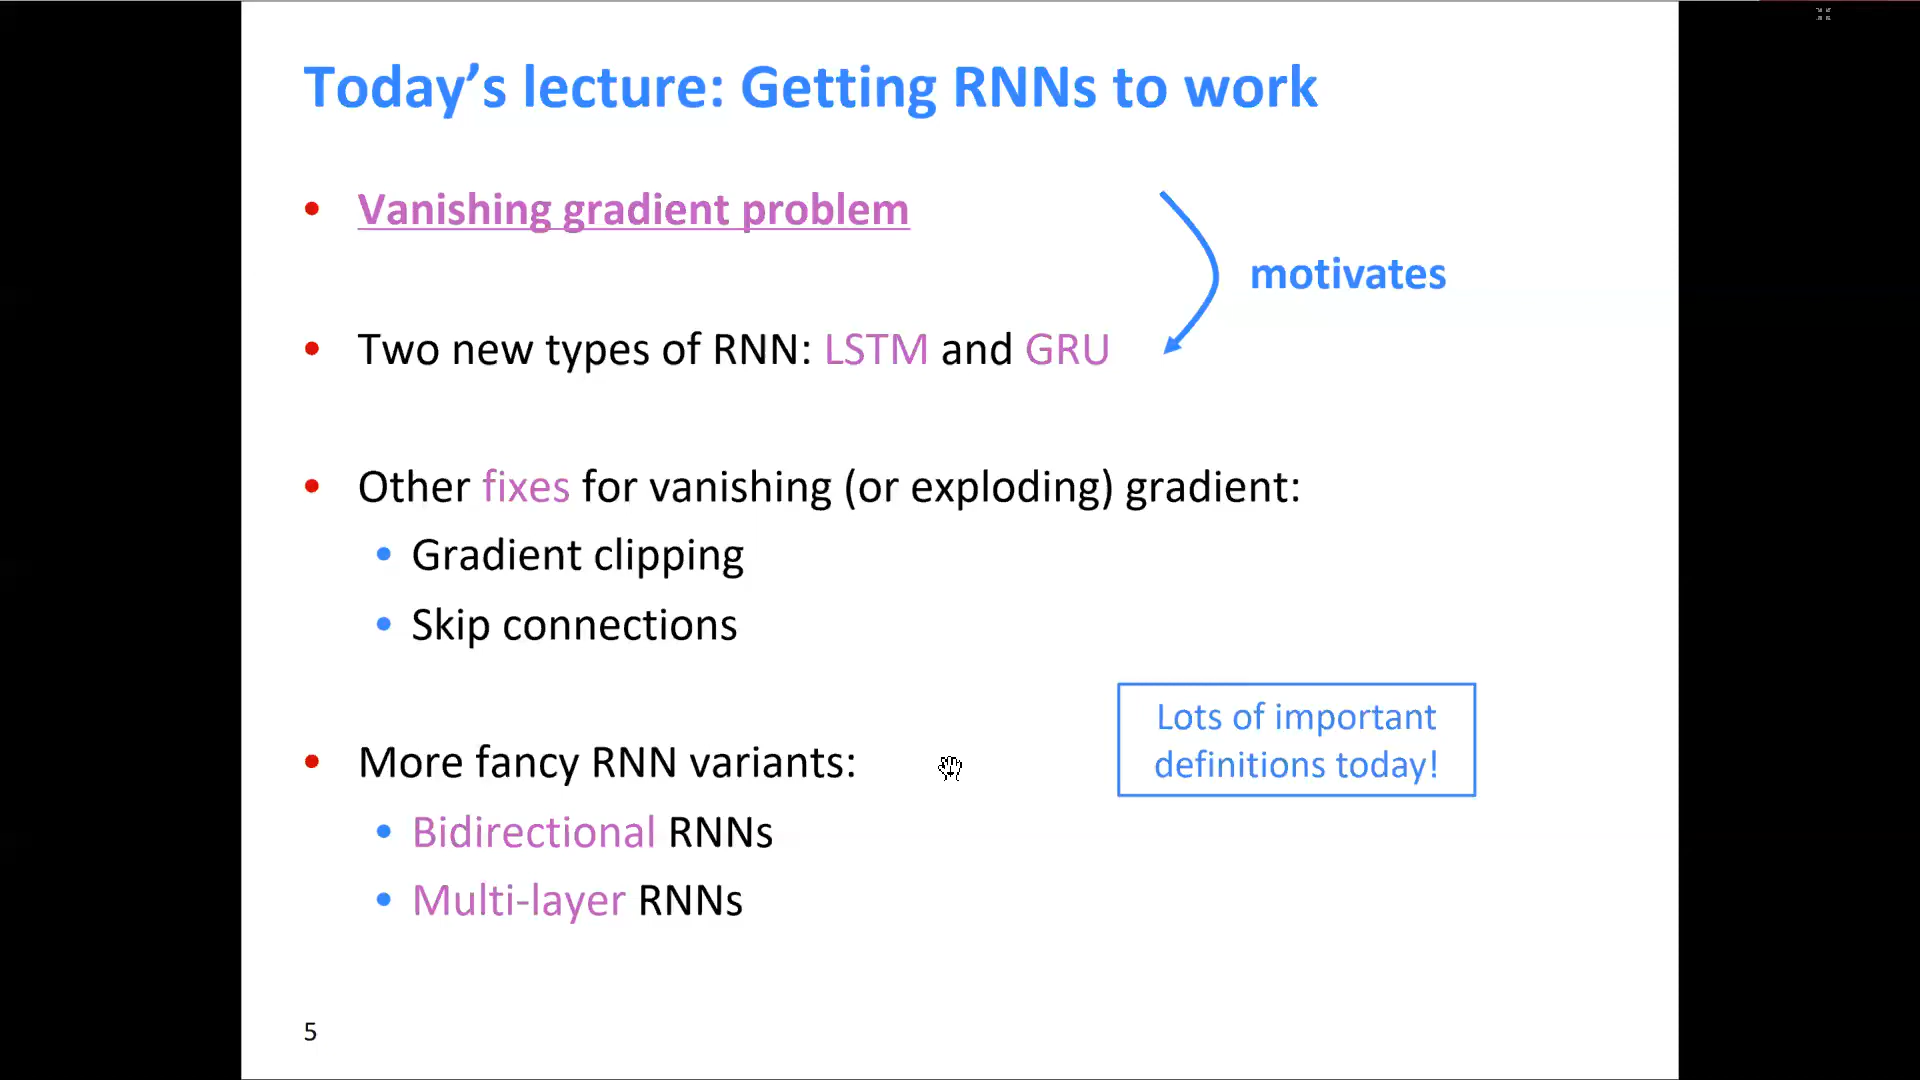 Today’s lecture: Getting RNNs to work
• Vanishing gradient problem
motivates
• Two new types of RNN: LSTM and GRU
• Other fixes for vanishing (or exploding) gradient:
• Gradient clipping
• Skip connections
Lots of important
definitions today!
• More fancy RNN variants:
• Bidirectional RNNs
• Multi-layer RNNs
5